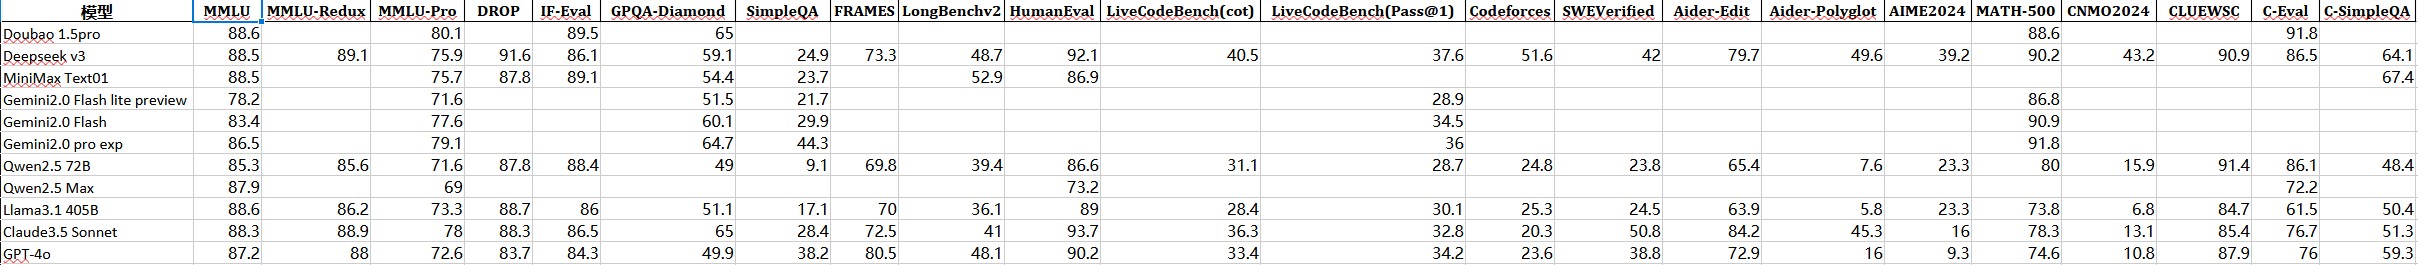 模型 MMLU MMLU-Redux MMLU-Pro DROP IF-Eval GPQA-Diamond SimpleQA FRAMES LongBenchv2 HumanEval LiveCodeBench(cot) LiveCodeBench(Pass@1) Codeforces SWEVerified Aider-Edit Aider-Polyglot AIME2024 MATH-500 CNMO2024 CLUEWSC C-Eval C-SimpleQA
Doubao 1.5pro 88.6 80.1 89.5 65 88.6 91.8
Deepseek v3 88.5 89.1 75.9 91.6 86.1 59.1 24.9 73.3 48.7 92.1 40.5 37.6 51.6 42 79.7 49.6 39.2 90.2 43.2 90.9 86.5 64.1
MiniMax Text01 88.5 75.7 87.8 89.1 54.4 23.7 52.9 86.9 67.4
Gemini2.0 Flash lite preview 78.2 71.6 51.5 21.7 28.9 86.8
Gemini2.0 Flash 83.4 77.6 60.1 29.9 34.5 90.9
Gemini2.0 pro exp 86.5 79.1 64.7 44.3 36 91.8
Qwen2.5 72B 85.3 85.6 71.6 87.8 88.4 49 9.1 69.8 39.4 86.6 31.1 28.7 24.8 23.8 65.4 7.6 23.3 80 15.9 91.4 86.1 48.4
Qwen2.5 Max 87.9 69 73.2 72.2
Llama3.1 405B 88.6 86.2 73.3 88.7 86 51.1 17.1 70 36.1 89 28.4 30.1 25.3 24.5 63.9 5.8 23.3 73.8 6.8 84.7 61.5 50.4
Claude3.5 Sonnet 88.3 88.9 78 88.3 86.5 65 28.4 72.5 41 93.7 36.3 32.8 20.3 50.8 84.2 45.3 16 78.3 13.1 85.4 76.7 51.3
GPT-4o 87.2 88 72.6 83.7 84.3 49.9 38.2 80.5 48.1 90.2 33.4 34.2 23.6 38.8 72.9 16 9.3 74.6 10.8 87.9 76 59.3